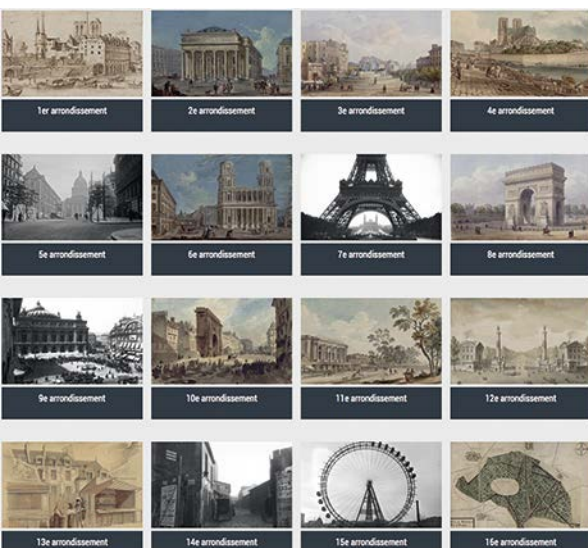 1er arrondissement
2e arrondissement
3e arrondissement
4e arrondissement
5e arrondissement
6e arrondissement
7e arrondissement
8e arrondissement
9e arrondissement
10e arrondissement
11e arrondissement
12e arrondissement
13e arrondissement
14e arrondissement
15e arrondissement
16e arrondissement